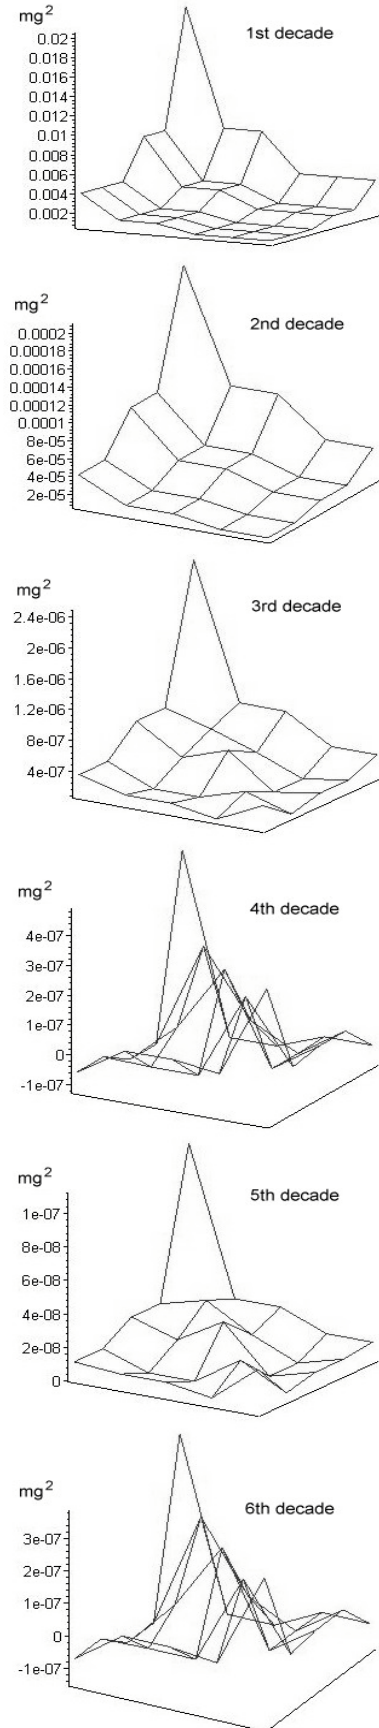 mg²
1st decade
0.02
0.018
0.016
0.014
0.012
0.01
0.008
0.006
0.004
0.002
mg²
2nd decade
0.0002
0.00018
0.00016
0.00014
0.00012
0.0001
8e-05
6e-05
4e-05
2e-05
mg²
3rd decade
2.4e-06
2e-06
1.6e-06
1.2e-06
8e-07
4e-07
mg²
4th decade
4e-07
3e-07
2e-07
1e-07
0
-1e-07
mg²
5th decade
1e-07
8e-08
6e-08
4e-08
2e-08
0
mg²
6th decade
3e-07
2e-07
1e-07
0
-1e-07